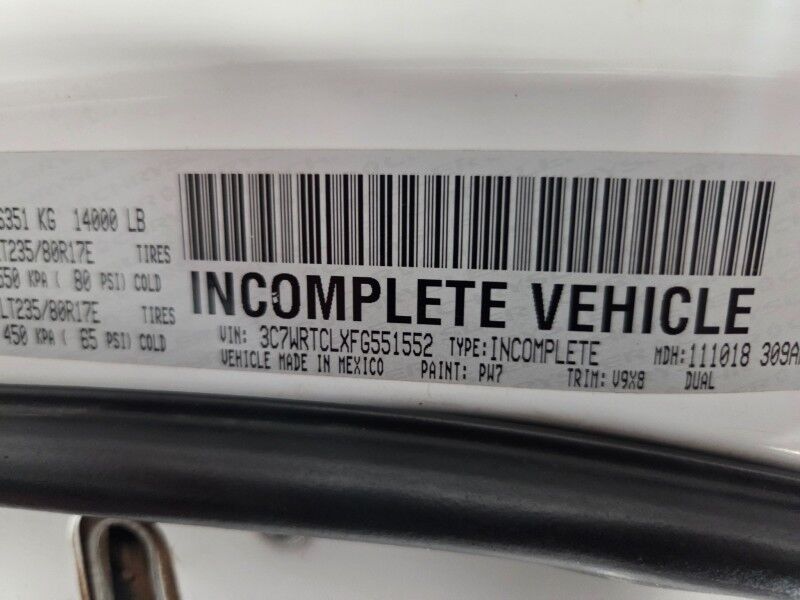 6351 KG 14000 LB
LT235/80R17E TIRES
550 KPA ( 80 PSI) COLD
LT235/80R17E TIRES
450 KPA ( 65 PSI) COLD
INCOMPLETE VEHICLE
VIN: 3C7WRTCLXFG551552 TYPE:INCOMPLETE MDH:111018 309A
VEHICLE MADE IN MEXICO PAINT: PW7 TRIM: V9X8 DUAL